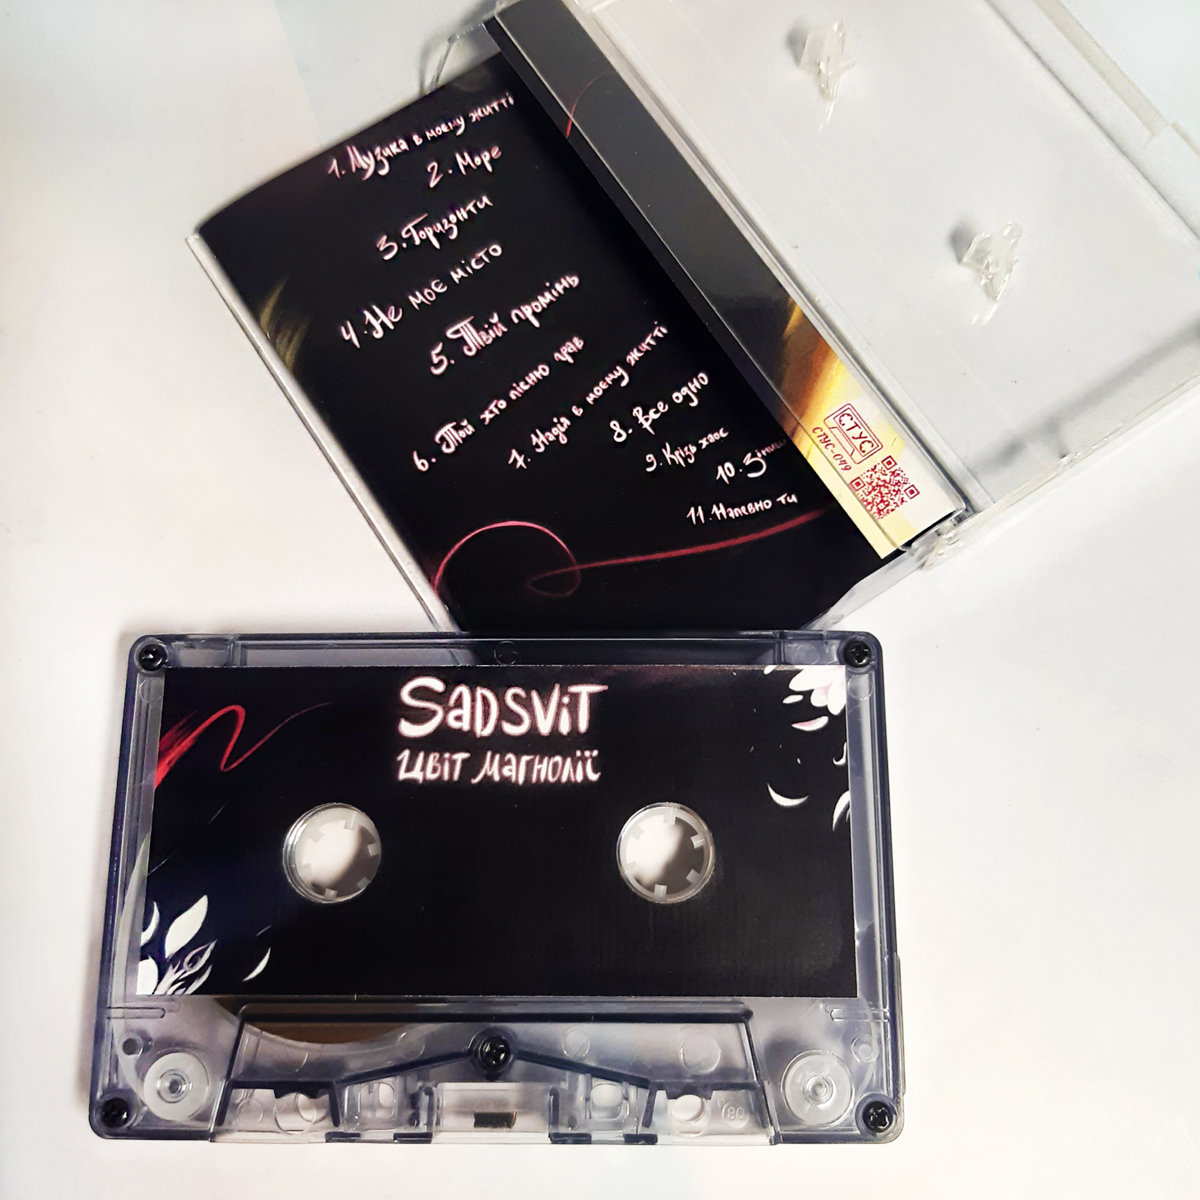 1. Музика в моєму житті
2. Море
3. Горизонти
4. Не моє місто
5. Твій промінь
6. Той хто пісню грав
7. Надія в моєму житті
8. Все одно
9. Крізь хаос
10.
11. Напевно ти
СТУС
СТУС-049
SADSViT
Цвіт магнолії